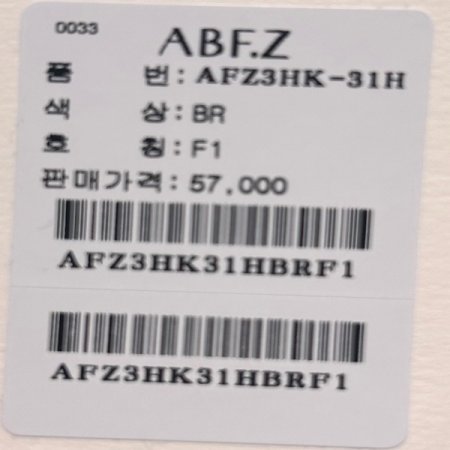 0033
ABF.Z
품 번: AFZ3HK-31H
색 상: BR
호 칭: F1
판매가격: 57,000
AFZ3HK31HBRF1
AFZ3HK31HBRF1